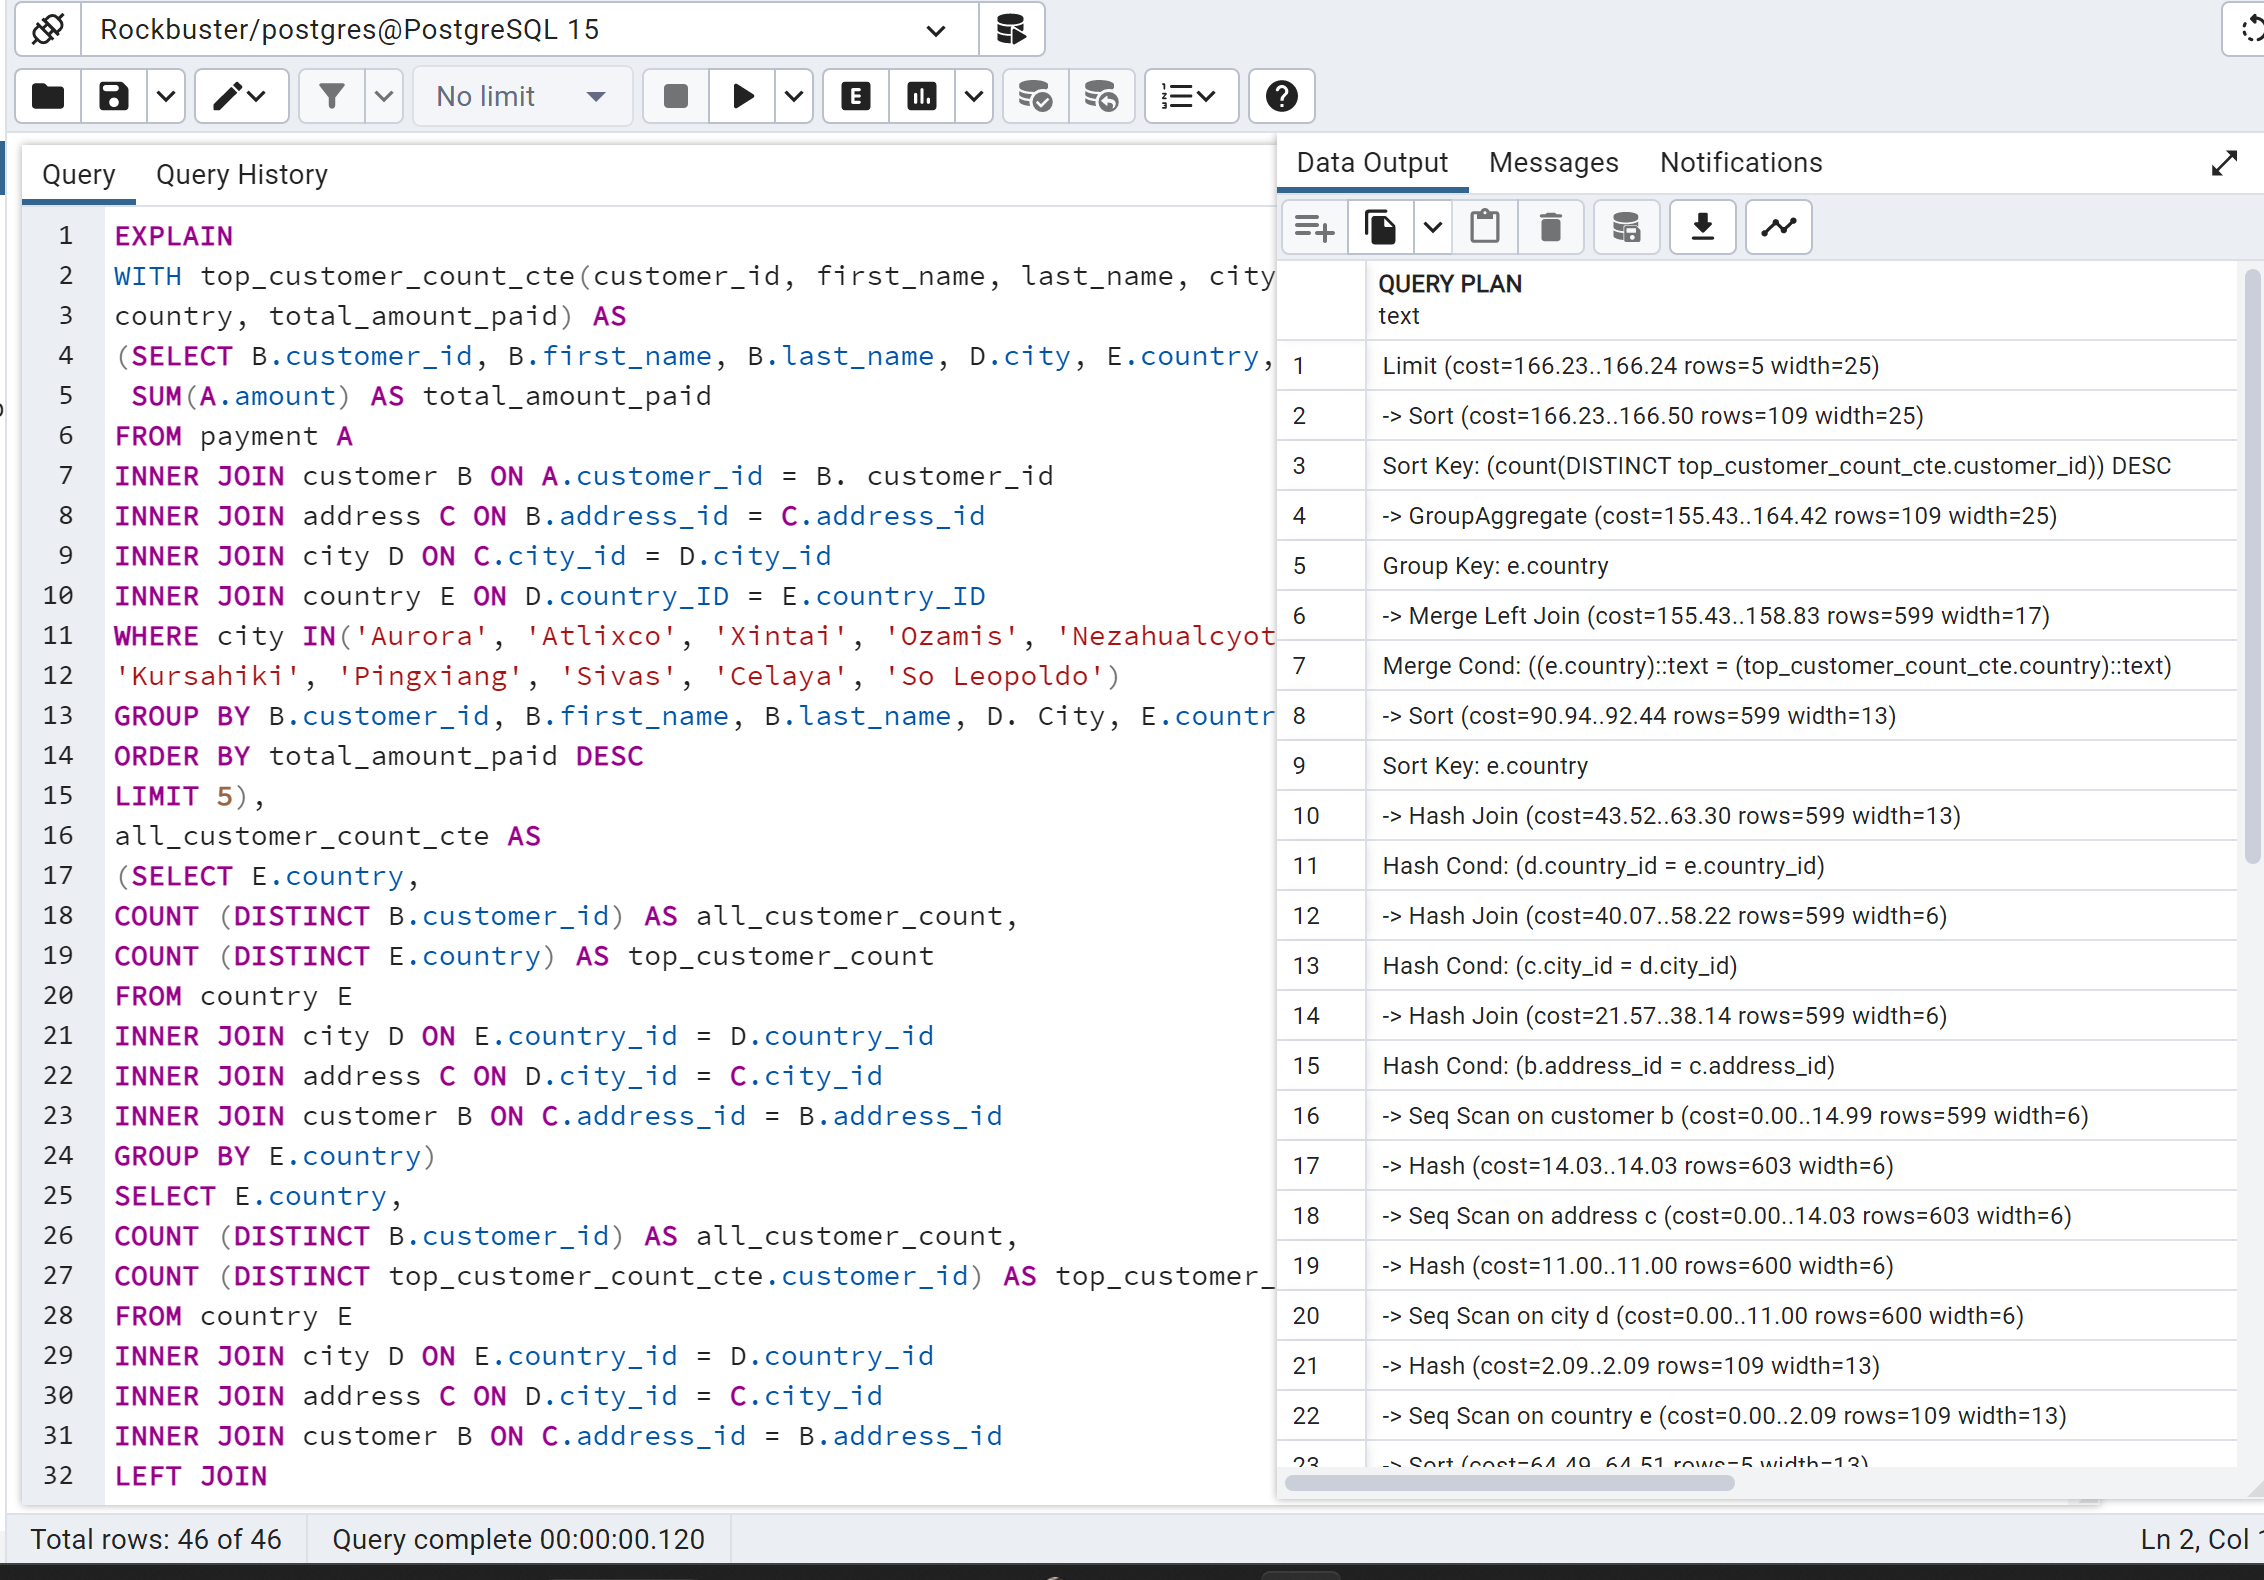 Rockbuster/postgres@PostgreSQL 15
No limit
Query
Query History
1 EXPLAIN
2 WITH top_customer_count_cte(customer_id, first_name, last_name, city
3 country, total_amount_paid) AS
4 (SELECT B.customer_id, B.first_name, B.last_name, D.city, E.country,
5 SUM(A.amount) AS total_amount_paid
6 FROM payment A
7 INNER JOIN customer B ON A.customer_id = B. customer_id
8 INNER JOIN address C ON B.address_id = C.address_id
9 INNER JOIN city D ON C.city_id = D.city_id
10 INNER JOIN country E ON D.country_ID = E.country_ID
11 WHERE city IN('Aurora', 'Atlixco', 'Xintai', 'Ozamis', 'Nezahualcyot
12 'Kursahiki', 'Pingxiang', 'Sivas', 'Celaya', 'So Leopoldo')
13 GROUP BY B.customer_id, B.first_name, B.last_name, D. City, E.countr
14 ORDER BY total_amount_paid DESC
15 LIMIT 5),
16 all_customer_count_cte AS
17 (SELECT E.country,
18 COUNT (DISTINCT B.customer_id) AS all_customer_count,
19 COUNT (DISTINCT E.country) AS top_customer_count
20 FROM country E
21 INNER JOIN city D ON E.country_id = D.country_id
22 INNER JOIN address C ON D.city_id = C.city_id
23 INNER JOIN customer B ON C.address_id = B.address_id
24 GROUP BY E.country)
25 SELECT E.country,
26 COUNT (DISTINCT B.customer_id) AS all_customer_count,
27 COUNT (DISTINCT top_customer_count_cte.customer_id) AS top_customer_
28 FROM country E
29 INNER JOIN city D ON E.country_id = D.country_id
30 INNER JOIN address C ON D.city_id = C.city_id
31 INNER JOIN customer B ON C.address_id = B.address_id
32 LEFT JOIN
Data Output
Messages
Notifications
QUERY PLAN
text
1 Limit (cost=166.23..166.24 rows=5 width=25)
2 -> Sort (cost=166.23..166.50 rows=109 width=25)
3 Sort Key: (count(DISTINCT top_customer_count_cte.customer_id)) DESC
4 -> GroupAggregate (cost=155.43..164.42 rows=109 width=25)
5 Group Key: e.country
6 -> Merge Left Join (cost=155.43..158.83 rows=599 width=17)
7 Merge Cond: ((e.country)::text = (top_customer_count_cte.country)::text)
8 -> Sort (cost=90.94..92.44 rows=599 width=13)
9 Sort Key: e.country
10 -> Hash Join (cost=43.52..63.30 rows=599 width=13)
11 Hash Cond: (d.country_id = e.country_id)
12 -> Hash Join (cost=40.07..58.22 rows=599 width=6)
13 Hash Cond: (c.city_id = d.city_id)
14 -> Hash Join (cost=21.57..38.14 rows=599 width=6)
15 Hash Cond: (b.address_id = c.address_id)
16 -> Seq Scan on customer b (cost=0.00..14.99 rows=599 width=6)
17 -> Hash (cost=14.03..14.03 rows=603 width=6)
18 -> Seq Scan on address c (cost=0.00..14.03 rows=603 width=6)
19 -> Hash (cost=11.00..11.00 rows=600 width=6)
20 -> Seq Scan on city d (cost=0.00..11.00 rows=600 width=6)
21 -> Hash (cost=2.09..2.09 rows=109 width=13)
22 -> Seq Scan on country e (cost=0.00..2.09 rows=109 width=13)
23 -> Sort (cost=64.49..64.51 rows=5 width=13)
Total rows: 46 of 46
Query complete 00:00:00.120
Ln 2, Col